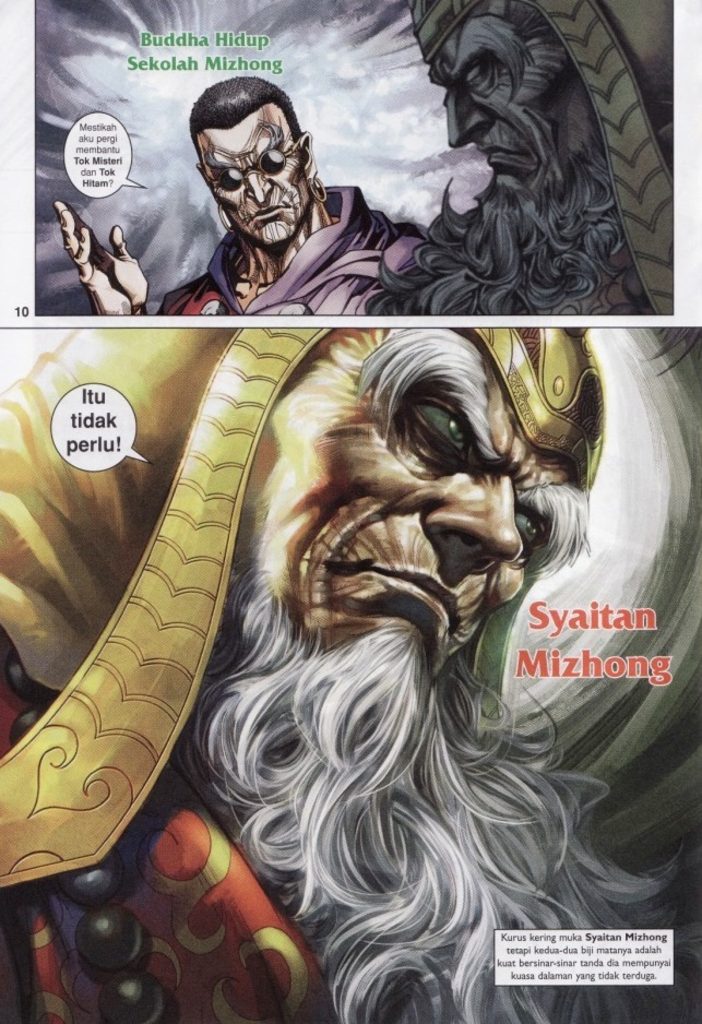 Buddha Hidup
Sekolah Mizhong
Mestikah
aku pergi
membantu
Tok Misteri
dan Tok
Hitam?
10
Itu
tidak
perlu!
Syaitan
Mizhong
Kurus kering muka Syaitan Mizhong
tetapi kedua-dua biji matanya adalah
kuat bersinar-sinar tanda dia mempunyai
kuasa dalaman yang tidak terduga.